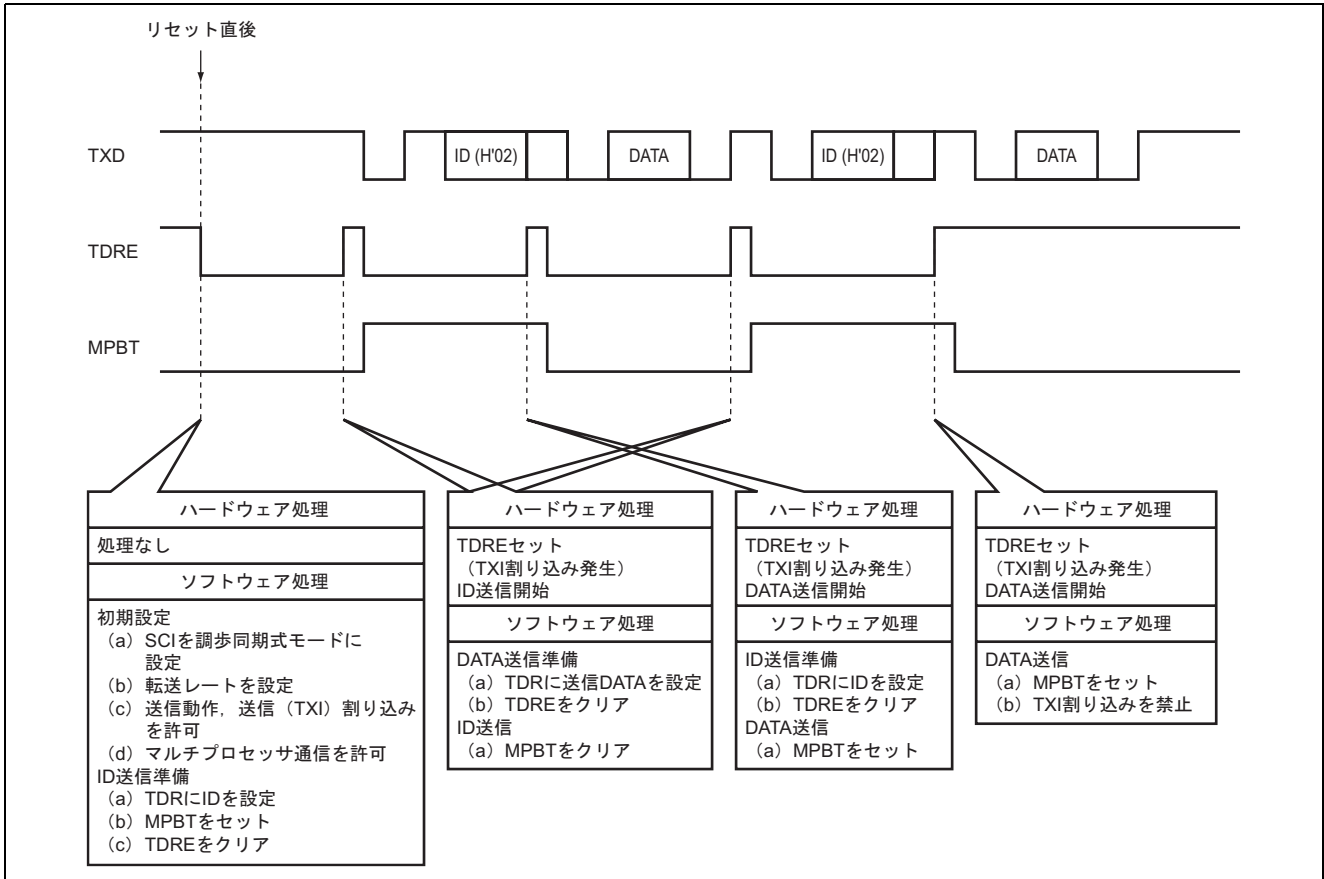 リセット直後
TXD
ID (H'02)
DATA
ID (H'02)
DATA
TDRE
MPBT
ハードウェア処理
処理なし
ソフトウェア処理
初期設定
（a）SCIを調歩同期式モードに
設定
（b）転送レートを設定
（c）送信動作，送信（TXI）割り込み
を許可
（d）マルチプロセッサ通信を許可
ID送信準備
（a）TDRにIDを設定
（b）MPBTをセット
（c）TDREをクリア
ハードウェア処理
TDREセット
（TXI割り込み発生）
ID送信開始
ソフトウェア処理
DATA送信準備
（a）TDRに送信DATAを設定
（b）TDREをクリア
ID送信
（a）MPBTをクリア
ハードウェア処理
TDREセット
（TXI割り込み発生）
DATA送信開始
ソフトウェア処理
ID送信準備
（a）TDRにIDを設定
（b）TDREをクリア
DATA送信
（a）MPBTをセット
ハードウェア処理
TDREセット
（TXI割り込み発生）
DATA送信開始
ソフトウェア処理
DATA送信
（a）MPBTをセット
（b）TXI割り込みを禁止